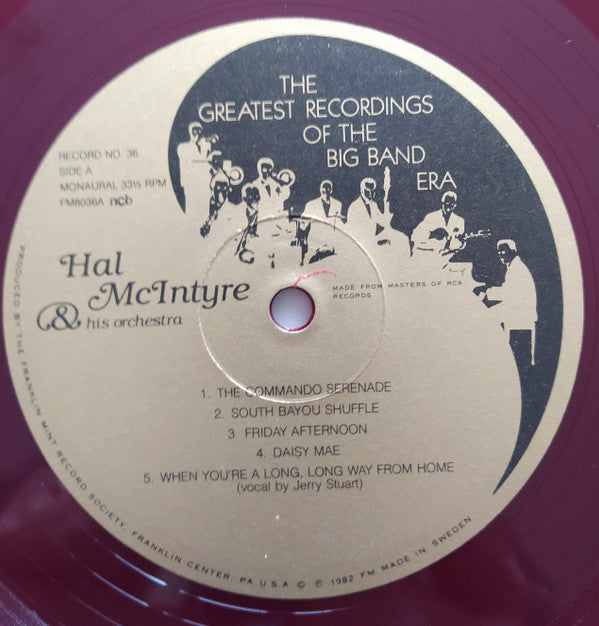 THE
GREATEST RECORDINGS
OF THE
BIG BAND
ERA
RECORD NO. 36
SIDE A
MONAURAL 33⅓ RPM
FM8036A ncb
Hal
McIntyre
& his orchestra
MADE FROM MASTERS OF RCA
RECORDS
1. THE COMMANDO SERENADE
2. SOUTH BAYOU SHUFFLE
3. FRIDAY AFTERNOON
4. DAISY MAE
5. WHEN YOU'RE A LONG, LONG WAY FROM HOME
(vocal by Jerry Stuart)
PRODUCED BY THE FRANKLIN MINT RECORD SOCIETY, FRANKLIN CENTER, PA U.S.A © ℗ 1982 FM MADE IN SWEDEN